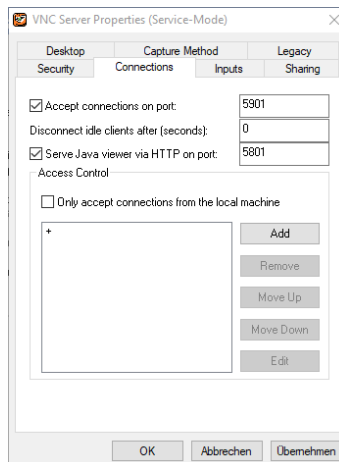 VNC Server Properties (Service-Mode)
Desktop Capture Method Legacy
Security Connections Inputs Sharing
Accept connections on port: 5901
Disconnect idle clients after (seconds): 0
Serve Java viewer via HTTP on port: 5801
Access Control
Only accept connections from the local machine
+ Add
Remove
Move Up
Move Down
Edit
OK Abbrechen Übernehmen